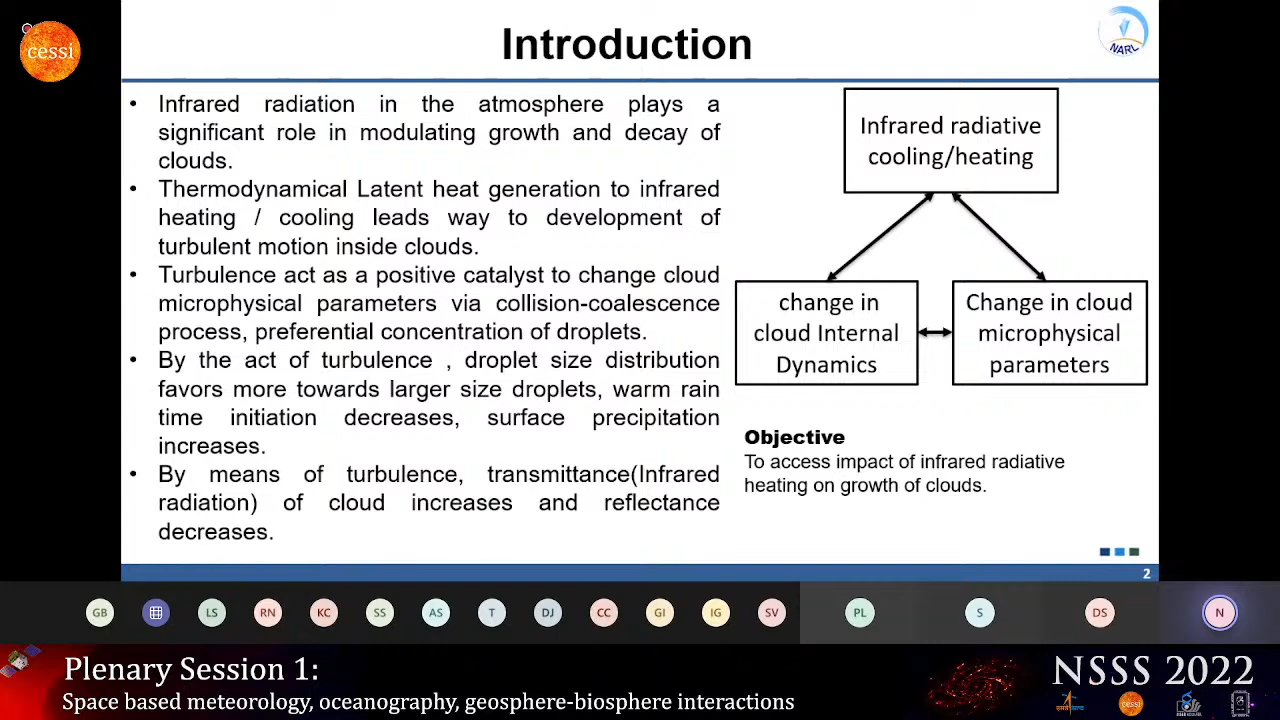 cessi
Introduction
NARL
• Infrared radiation in the atmosphere plays a
significant role in modulating growth and decay of
clouds.
• Thermodynamical Latent heat generation to infrared
heating / cooling leads way to development of
turbulent motion inside clouds.
• Turbulence act as a positive catalyst to change cloud
microphysical parameters via collision-coalescence
process, preferential concentration of droplets.
• By the act of turbulence , droplet size distribution
favors more towards larger size droplets, warm rain
time initiation decreases, surface precipitation
increases.
• By means of turbulence, transmittance(Infrared
radiation) of cloud increases and reflectance
decreases.
Infrared radiative
cooling/heating
change in
cloud Internal
Dynamics
Change in cloud
microphysical
parameters
Objective
To access impact of infrared radiative
heating on growth of clouds.
2
GB LS RN KC SS AS T DJ CC GI IG SV PL S DS N
Plenary Session 1:
Space based meteorology, oceanography, geosphere-biosphere interactions
NSSS 2022
cessi